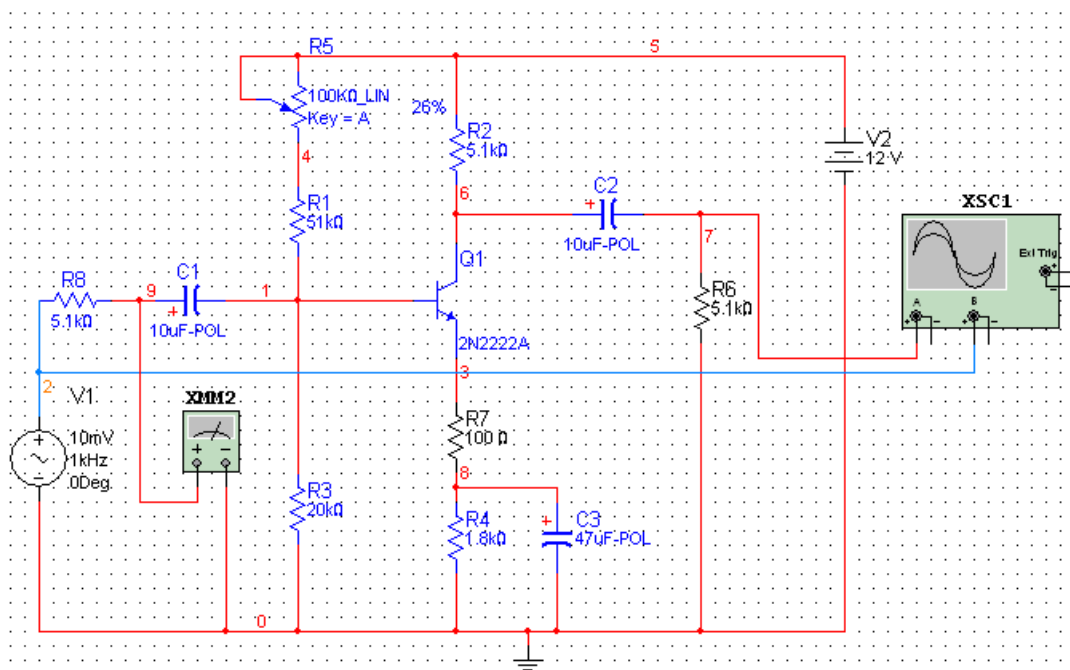 R5
5
100KΩ_LIN
Key = A
26%
R2
5.1kΩ
V2
12 V
4
6
C2
XSC1
R1
51kΩ
10uF-POL
7
Ext Trig
+
-
Q1
R8
5.1kΩ
9
C1
+
10uF-POL
1
R6
5.1kΩ
A
B
+ - + -
2N2222A
3
2
V1
XMM2
+ -
10mV
1kHz
0Deg
R7
100 Ω
8
R3
20kΩ
R4
1.8kΩ
+
C3
47uF-POL
0